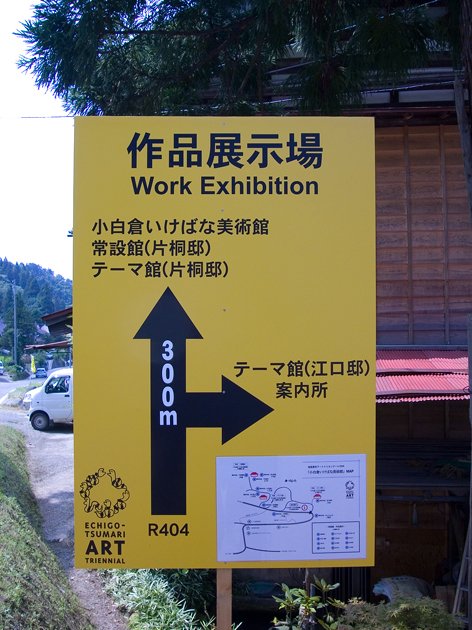 作品展示場
Work Exhibition
小白倉いけばな美術館
常設館(片桐邸)
テーマ館(片桐邸)
300m
テーマ館(江口邸)
案内所
R404
ECHIGO-
TSUMARI
ART
TRIENNIAL